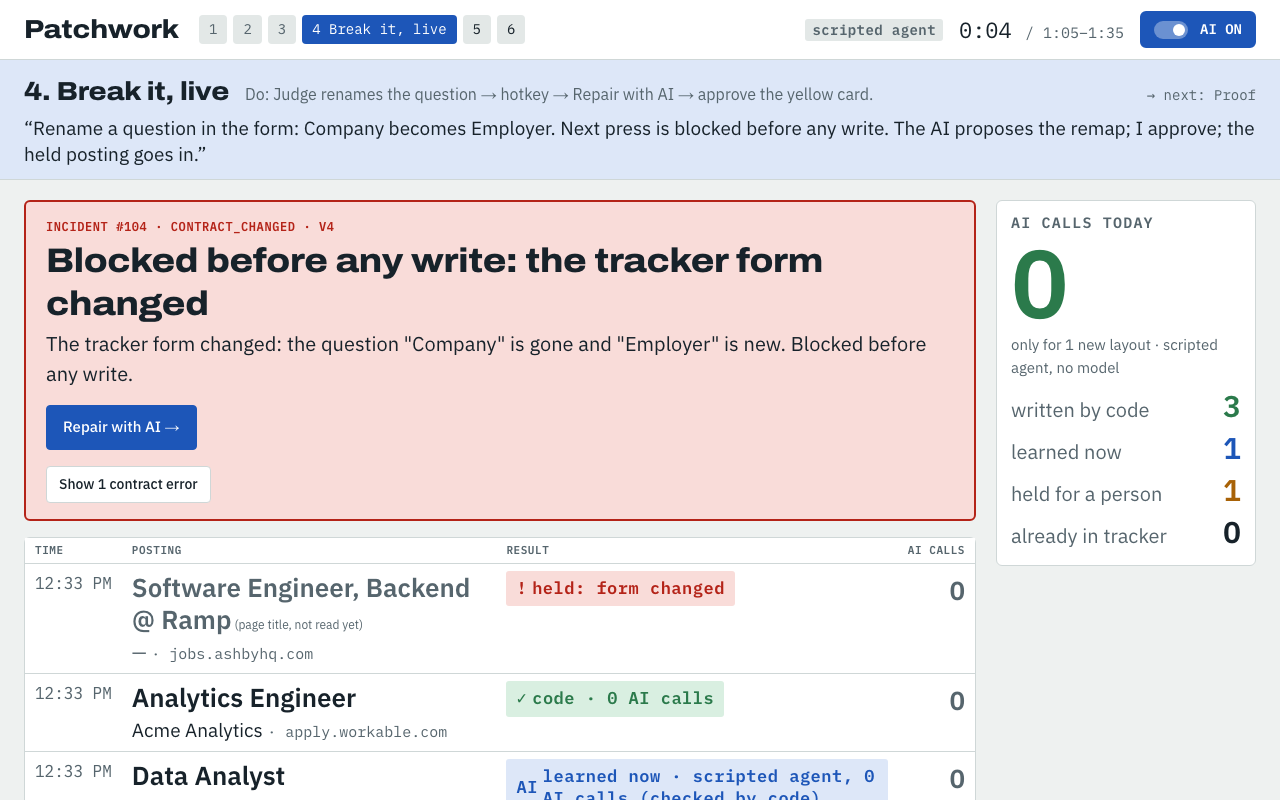 Patchwork 1 2 3 4 Break it, live 5 6 scripted agent 0:04 / 1:05–1:35 AI ON
4. Break it, live Do: Judge renames the question → hotkey → Repair with AI → approve the yellow card. → next: Proof
“Rename a question in the form: Company becomes Employer. Next press is blocked before any write. The AI proposes the remap; I approve; the
held posting goes in.”
INCIDENT #104 · CONTRACT_CHANGED · V4
Blocked before any write: the tracker form
changed
The tracker form changed: the question "Company" is gone and "Employer" is new. Blocked before
any write.
Repair with AI →
Show 1 contract error
AI CALLS TODAY
0
only for 1 new layout · scripted
agent, no model
written by code 3
learned now 1
held for a person 1
already in tracker 0
TIME POSTING RESULT AI CALLS
12:33 PM Software Engineer, Backend ! held: form changed 0
@ Ramp (page title, not read yet)
— · jobs.ashbyhq.com
12:33 PM Analytics Engineer ✓ code · 0 AI calls 0
Acme Analytics · apply.workable.com
12:33 PM Data Analyst AI learned now · scripted agent, 0 0
AI calls (checked by code)